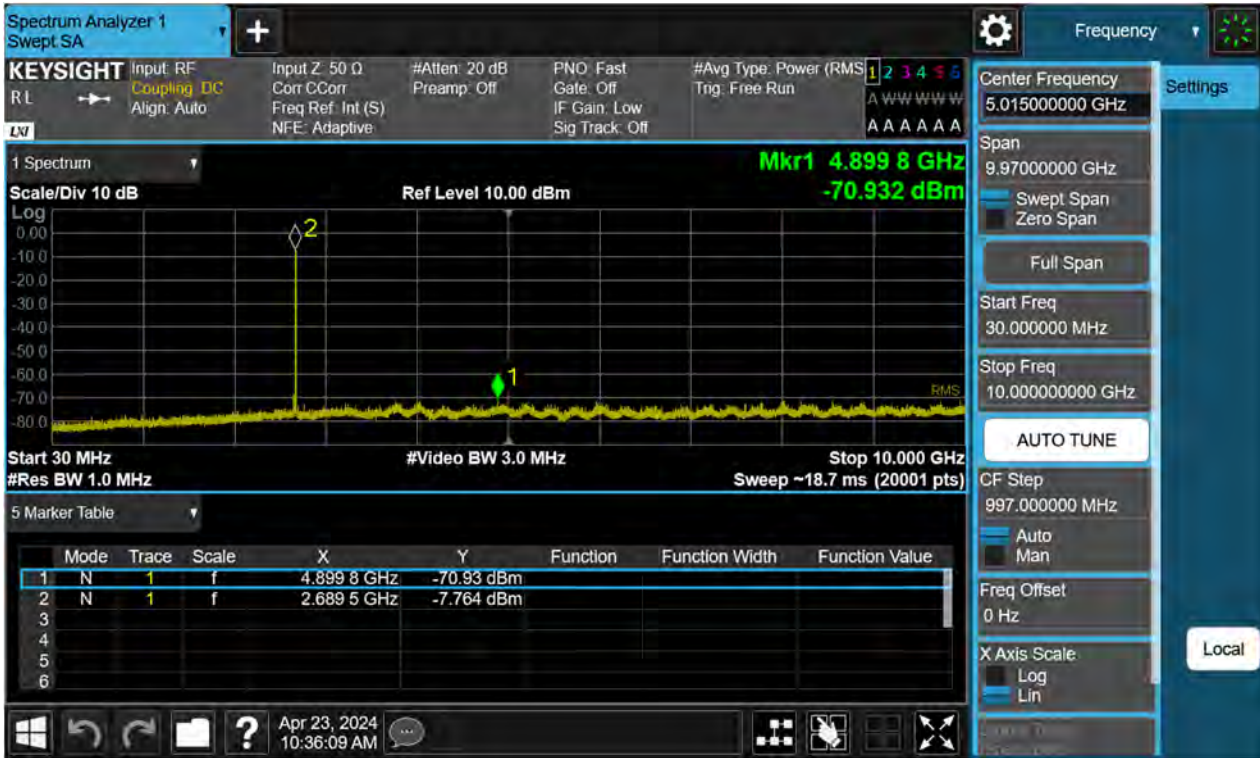 Spectrum Analyzer 1
Swept SA
+
Frequency
KEYSIGHT
R L
LXI
Input: RF
Coupling: DC
Align: Auto
Input Z: 50 Ω
Corr CCorr
Freq Ref: Int (S)
NFE: Adaptive
#Atten: 20 dB
Preamp: Off
PNO: Fast
Gate: Off
IF Gain: Low
Sig Track: Off
#Avg Type: Power (RMS
Trig: Free Run
1 2 3 4 5 6
A W W W W W
A A A A A A
1 Spectrum
Scale/Div 10 dB
Ref Level 10.00 dBm
Mkr1 4.899 8 GHz
-70.932 dBm
Log
0.00
-10.0
-20.0
-30.0
-40.0
-50.0
-60.0
-70.0
-80.0
2
1
RMS
Start 30 MHz
#Video BW 3.0 MHz
Stop 10.000 GHz
#Res BW 1.0 MHz
Sweep ~18.7 ms (20001 pts)
5 Marker Table
Mode Trace Scale X Y Function Function Width Function Value
1 N 1 f 4.899 8 GHz -70.93 dBm
2 N 1 f 2.689 5 GHz -7.764 dBm
3
4
5
6
?
Apr 23, 2024
10:36:09 AM
Center Frequency
5.015000000 GHz
Settings
Span
9.97000000 GHz
Swept Span
Zero Span
Full Span
Start Freq
30.000000 MHz
Stop Freq
10.000000000 GHz
AUTO TUNE
CF Step
997.000000 MHz
Auto
Man
Freq Offset
0 Hz
X Axis Scale
Log
Lin
Local